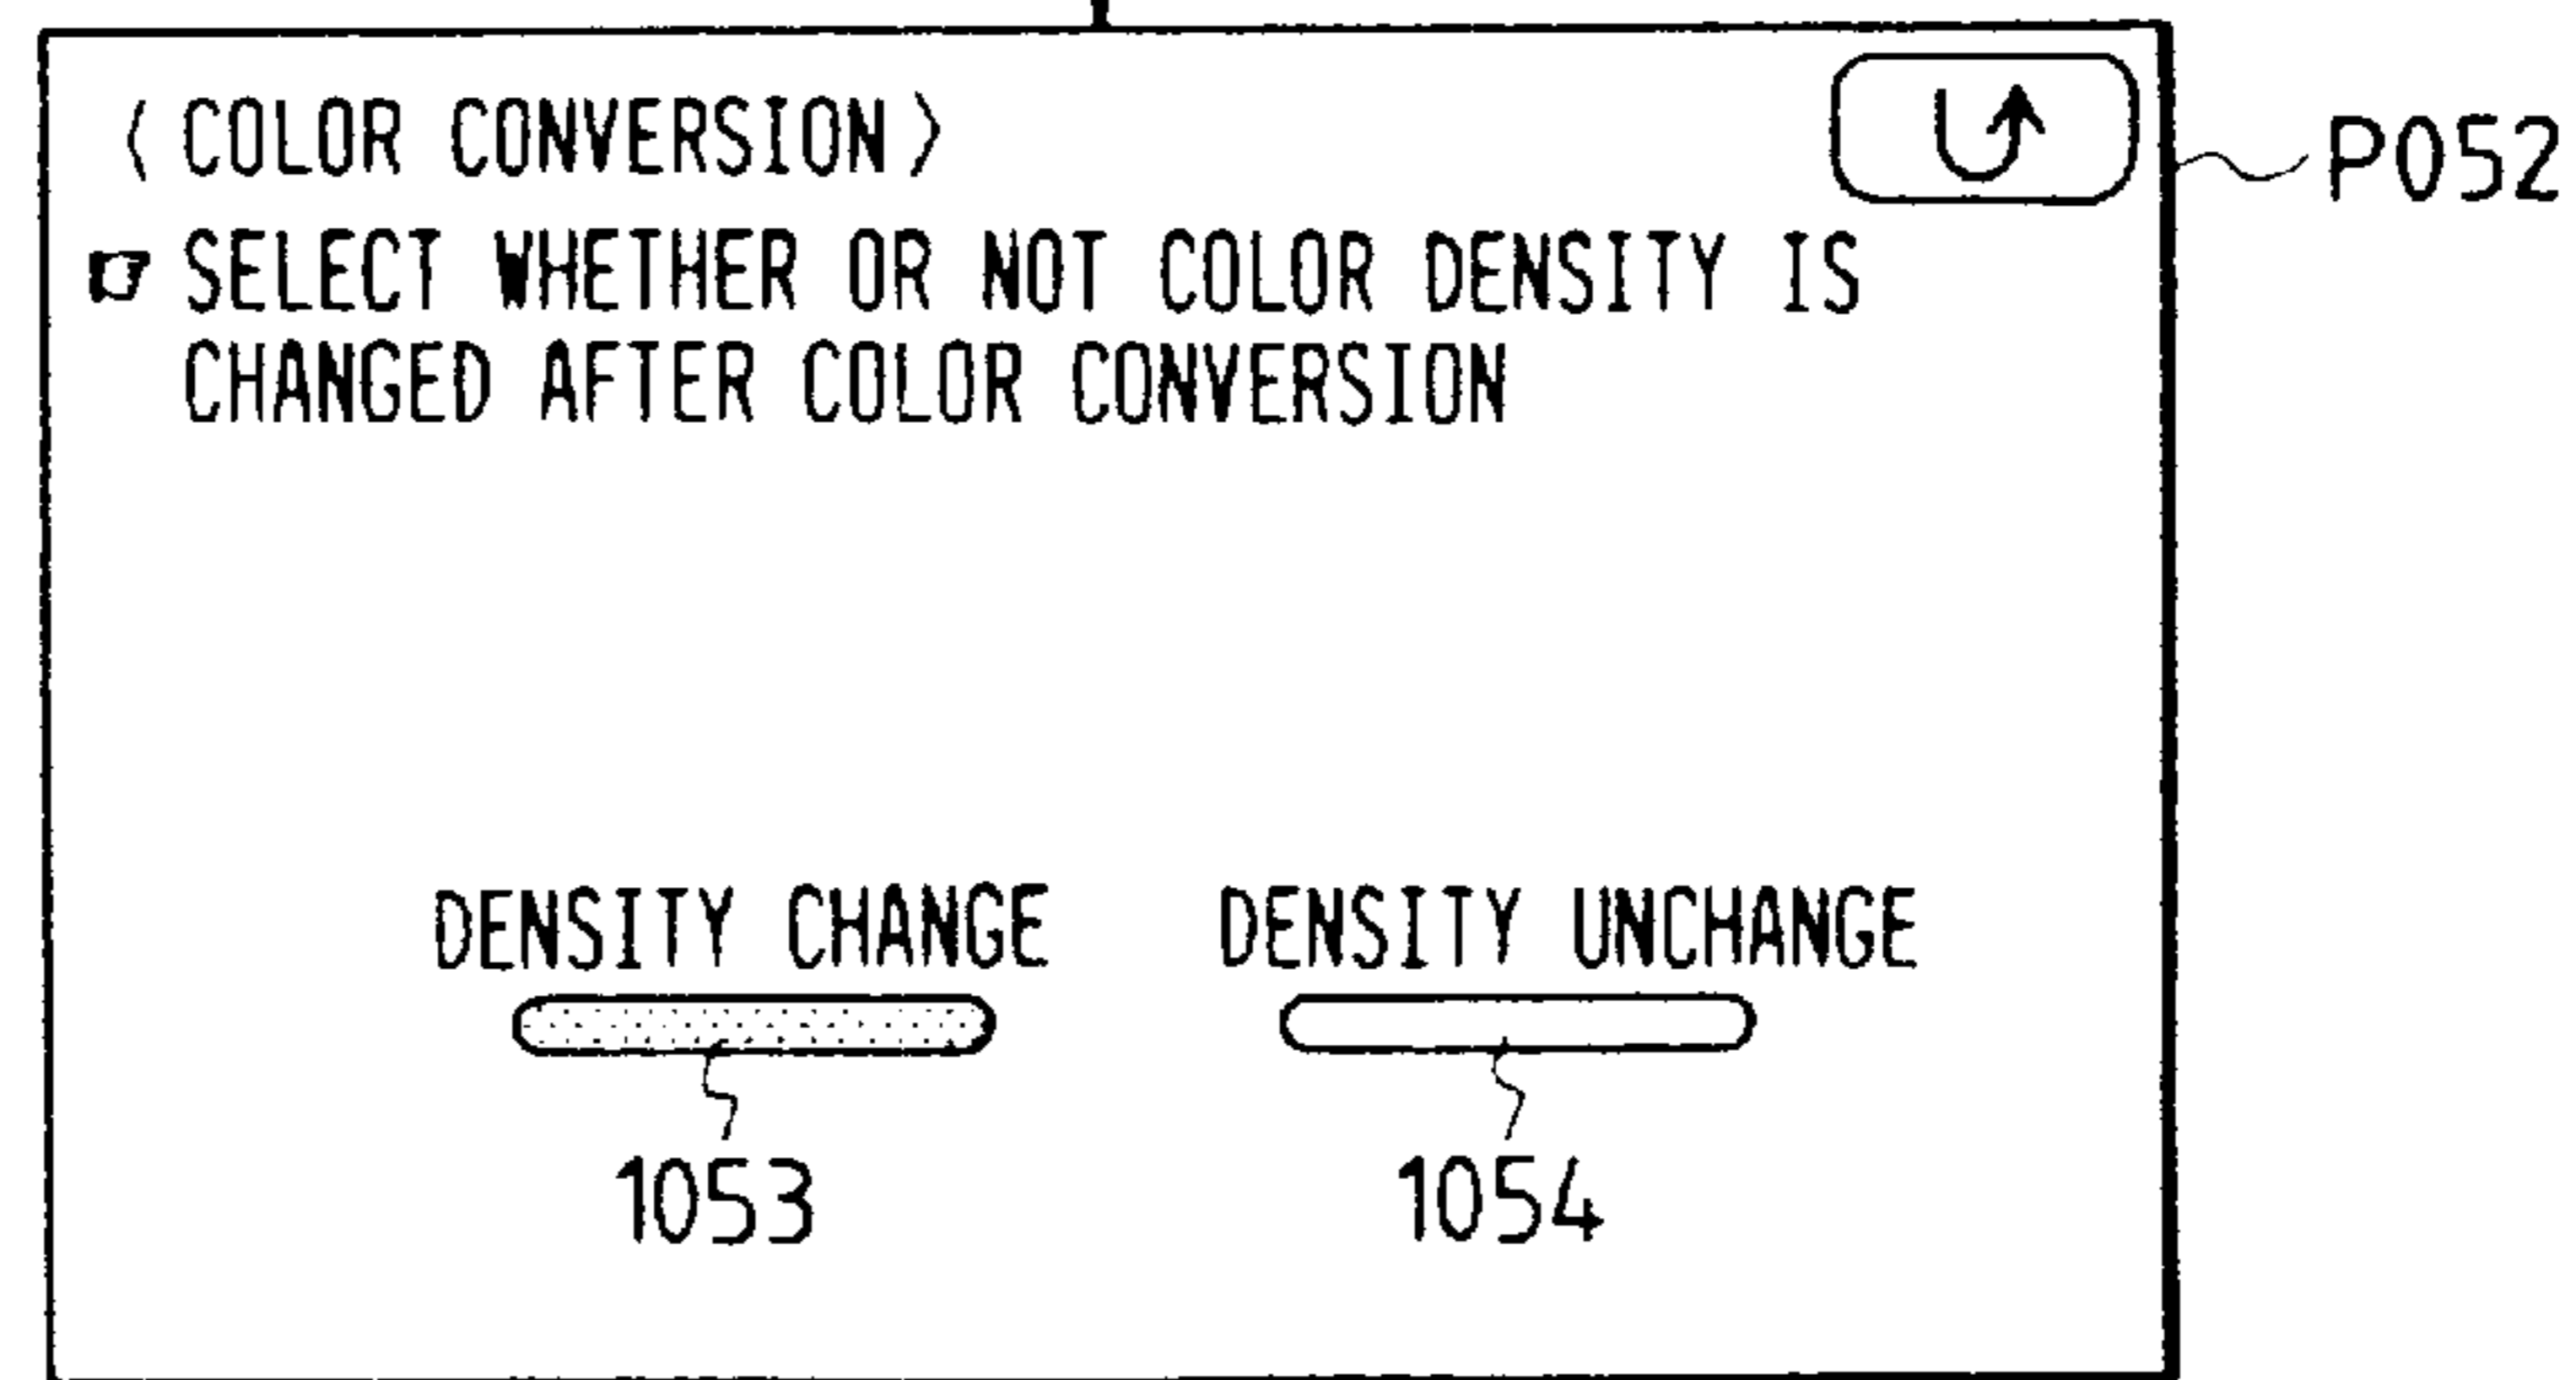 〈 COLOR CONVERSION 〉
P052
☞ SELECT WHETHER OR NOT COLOR DENSITY IS
CHANGED AFTER COLOR CONVERSION
DENSITY CHANGE DENSITY UNCHANGE
1053 1054